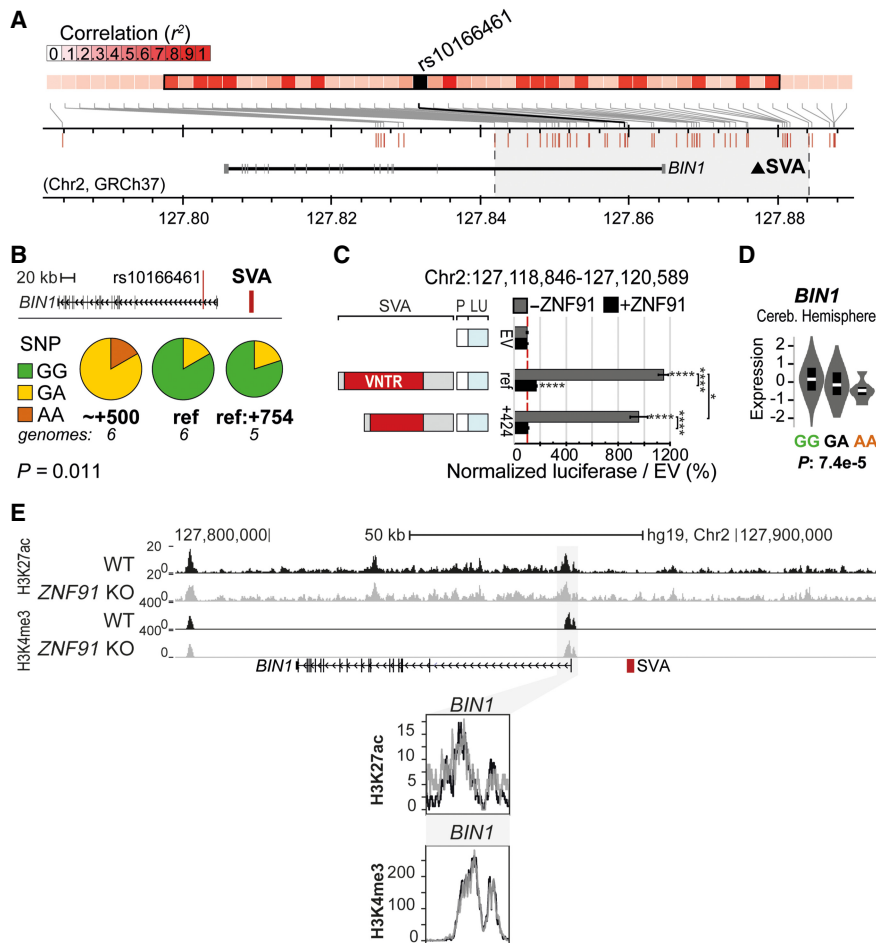 A
Correlation (r²)
0 .1 .2 .3 .4 .5 .6 .7 .8 .9 1
rs10166461
BIN1
▲SVA
(Chr2, GRCh37)
127.80 127.82 127.84 127.86 127.88
B
20 kb
rs10166461
SVA
BIN1
SNP
GG
GA
AA
~+500 ref ref:+754
genomes: 6 6 5
P = 0.011
C
Chr2:127,118,846-127,120,589
SVA P LU
–ZNF91 +ZNF91
EV
VNTR
ref
****
****
****
*
+424
****
****
0 400 800 1200
Normalized luciferase / EV (%)
D
BIN1
Cereb. Hemisphere
Expression
2
1
0
-1
-2
GG GA AA
P: 7.4e-5
E
127,800,000| 50 kb hg19, Chr2 |127,900,000
H3K27ac
20
0
WT
20
0
ZNF91 KO
H3K4me3
400
0
WT
400
0
ZNF91 KO
BIN1
SVA
BIN1
H3K27ac
15
10
5
0
BIN1
H3K4me3
200
100
0